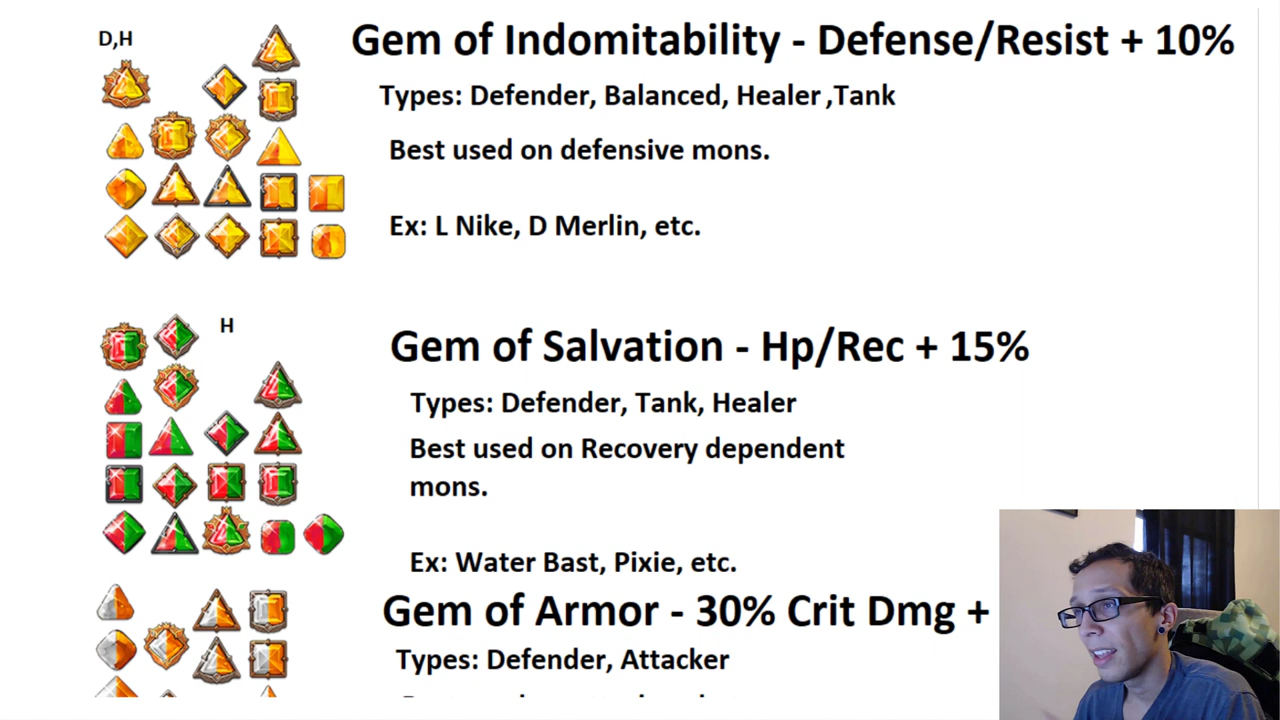 D,H
Gem of Indomitability - Defense/Resist + 10%
Types: Defender, Balanced, Healer ,Tank
Best used on defensive mons.
Ex: L Nike, D Merlin, etc.
H
Gem of Salvation - Hp/Rec + 15%
Types: Defender, Tank, Healer
Best used on Recovery dependent
mons.
Ex: Water Bast, Pixie, etc.
Gem of Armor - 30% Crit Dmg +
Types: Defender, Attacker